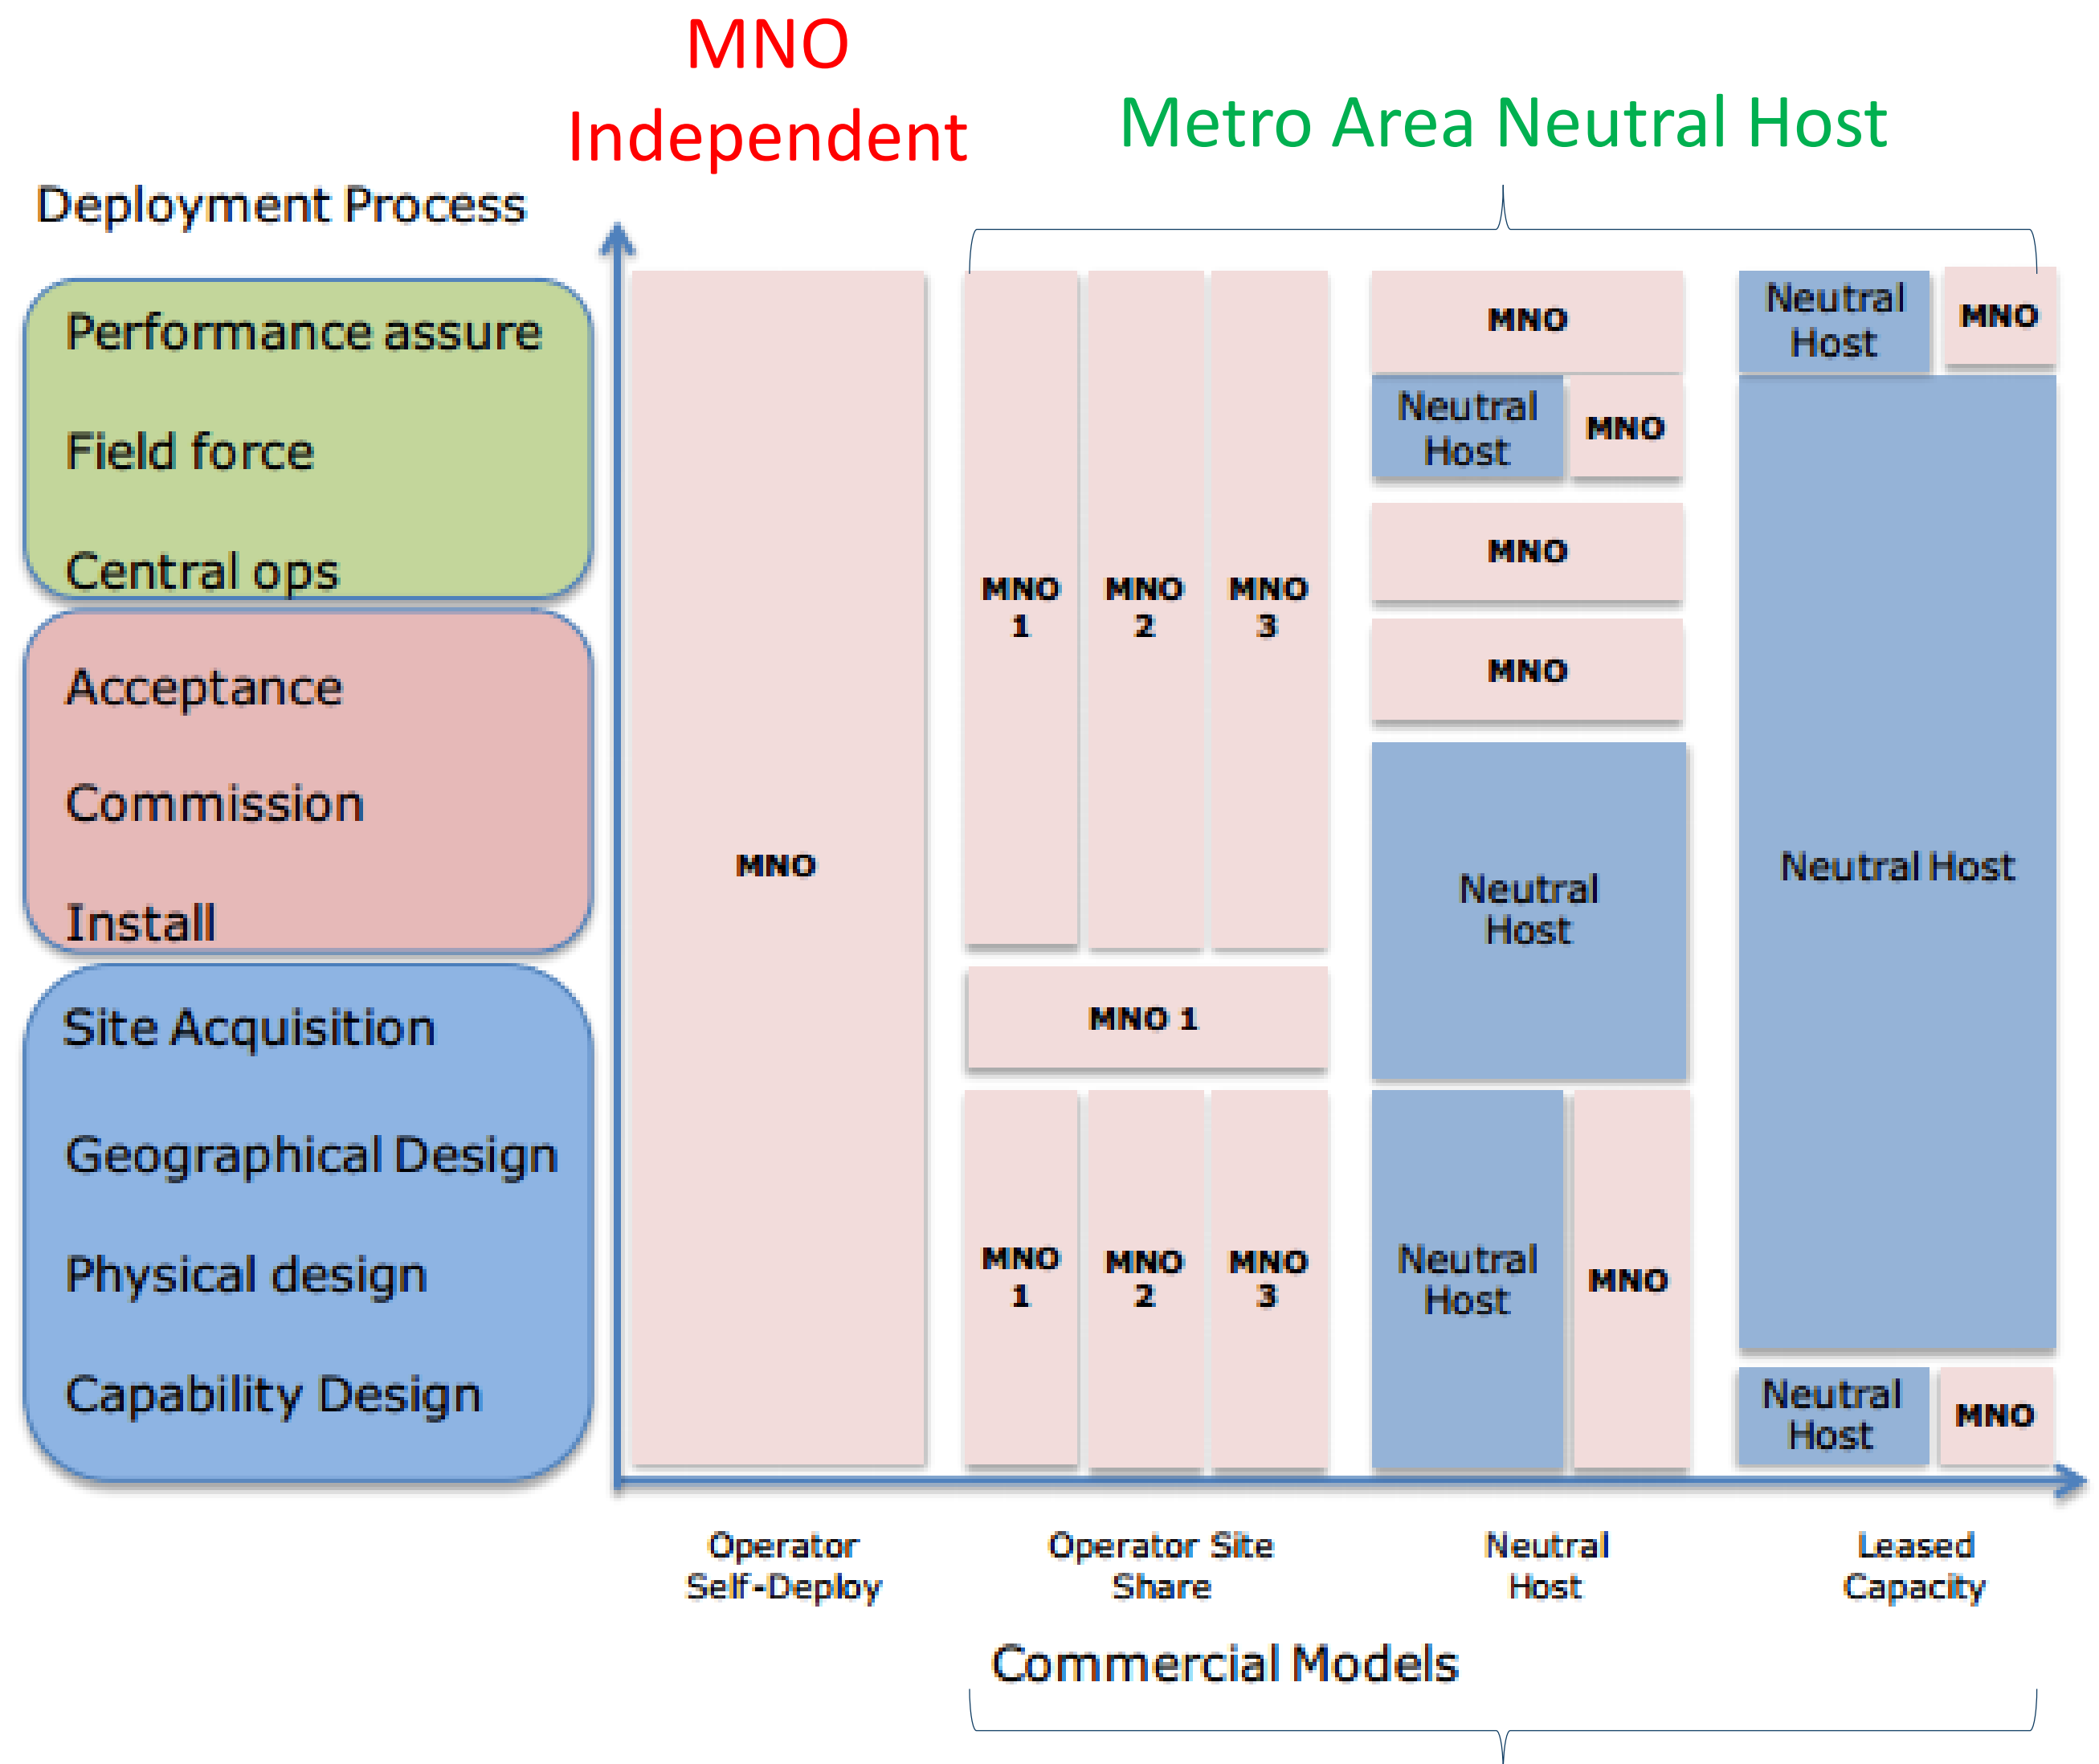 MNO
Independent
Metro Area Neutral Host
Deployment Process
Performance assure
Field force
Central ops
Acceptance
Commission
Install
Site Acquisition
Geographical Design
Physical design
Capability Design
MNO
MNO
1
MNO
2
MNO
3
MNO 1
MNO
1
MNO
2
MNO
3
MNO
Neutral
Host
MNO
MNO
MNO
Neutral
Host
Neutral
Host
MNO
Neutral
Host
MNO
Neutral Host
Neutral
Host
MNO
Operator
Self-Deploy
Operator Site
Share
Neutral
Host
Leased
Capacity
Commercial Models